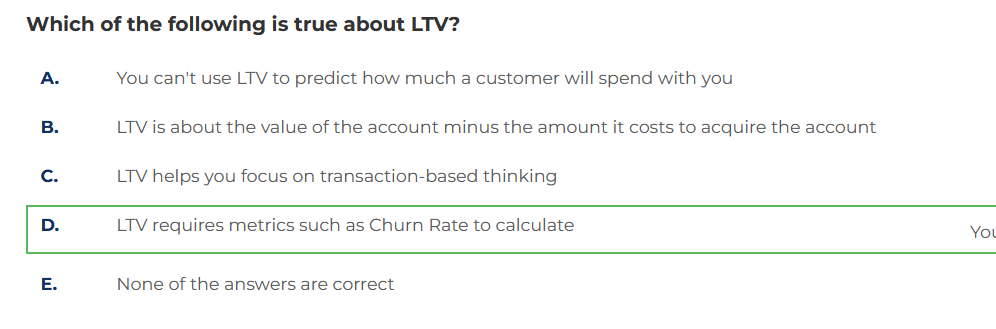 Which of the following is true about LTV?
A. You can't use LTV to predict how much a customer will spend with you
B. LTV is about the value of the account minus the amount it costs to acquire the account
C. LTV helps you focus on transaction-based thinking
D. LTV requires metrics such as Churn Rate to calculate
E. None of the answers are correct